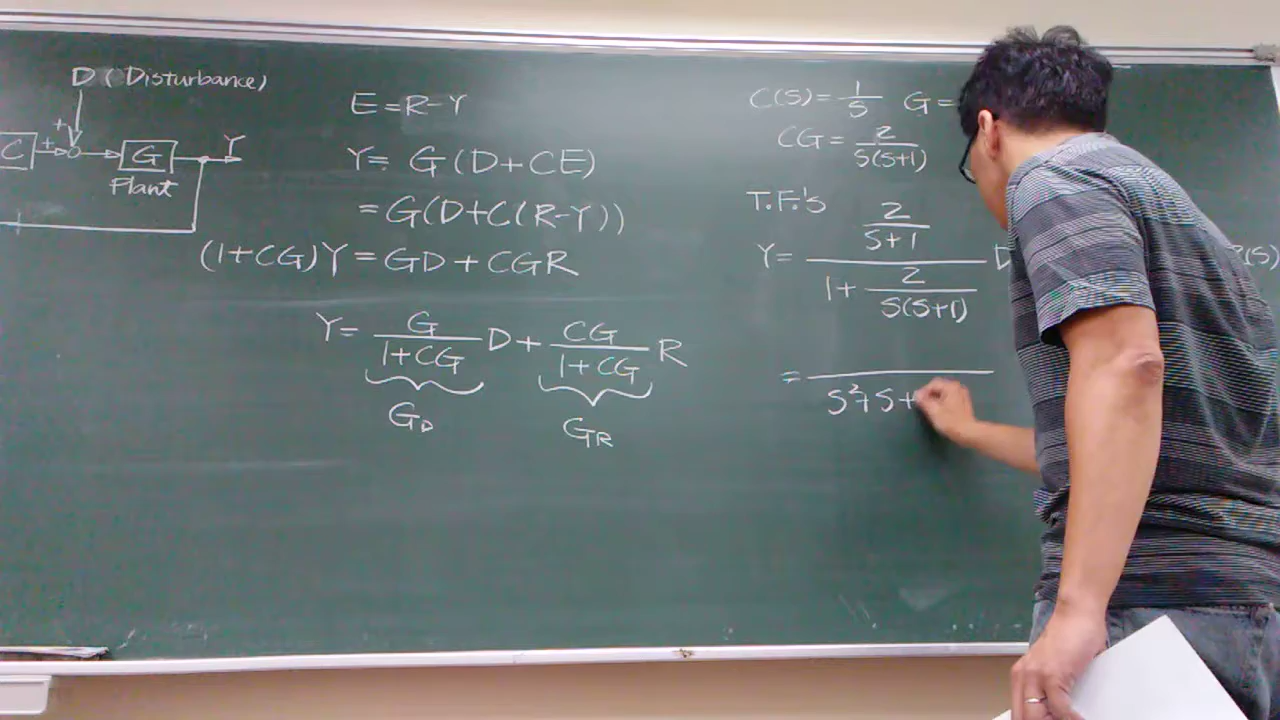 D (Disturbance)
+
C + G Y
Plant
E = R - Y
Y = G (D + CE)
= G(D + C(R-Y))
(1+CG)Y = GD + CGR
Y = G/(1+CG) D + CG/(1+CG) R
G_D G_R
C(S) = 1/S G =
CG = 2/(S(S+1))
T.F.'s
Y = (2/(S+1))/(1 + 2/(S(S+1))) D (S)
= /(S² + S +